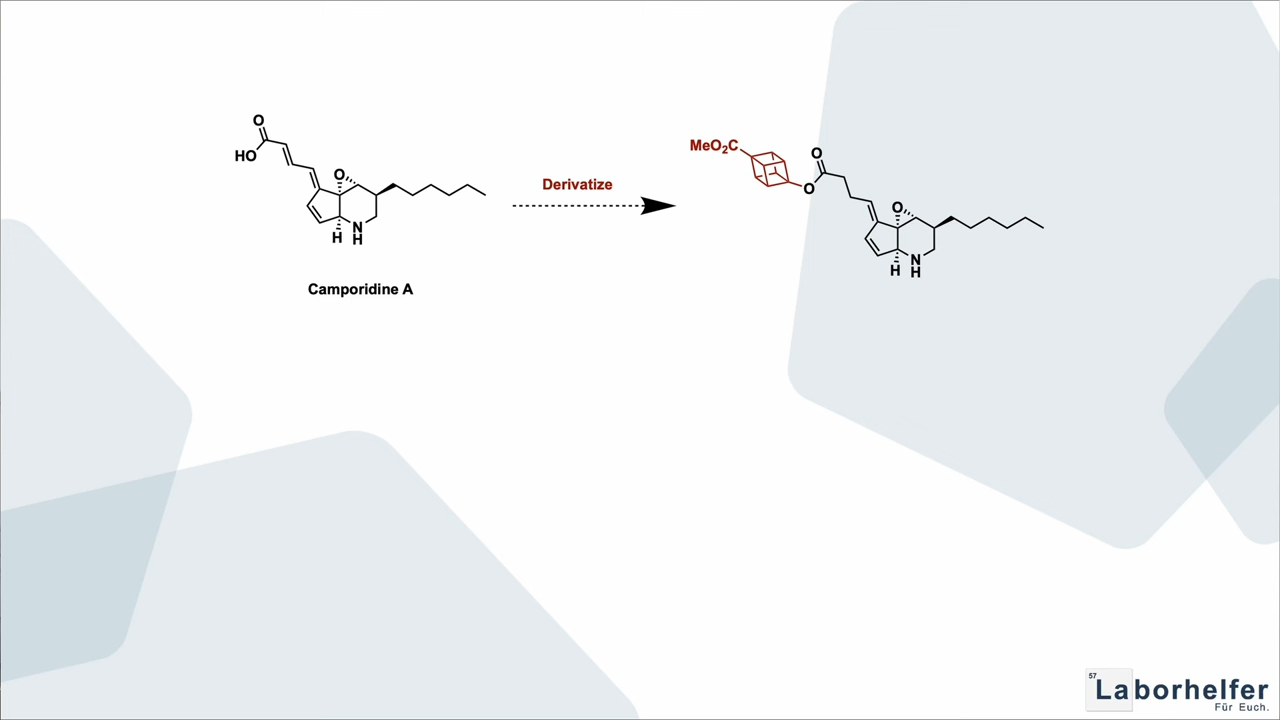 O
HO
O
H
N
H
Camporidine A
Derivatize
MeO₂C
O
O
O
H
N
H
57
Laborhelfer
Für Euch.